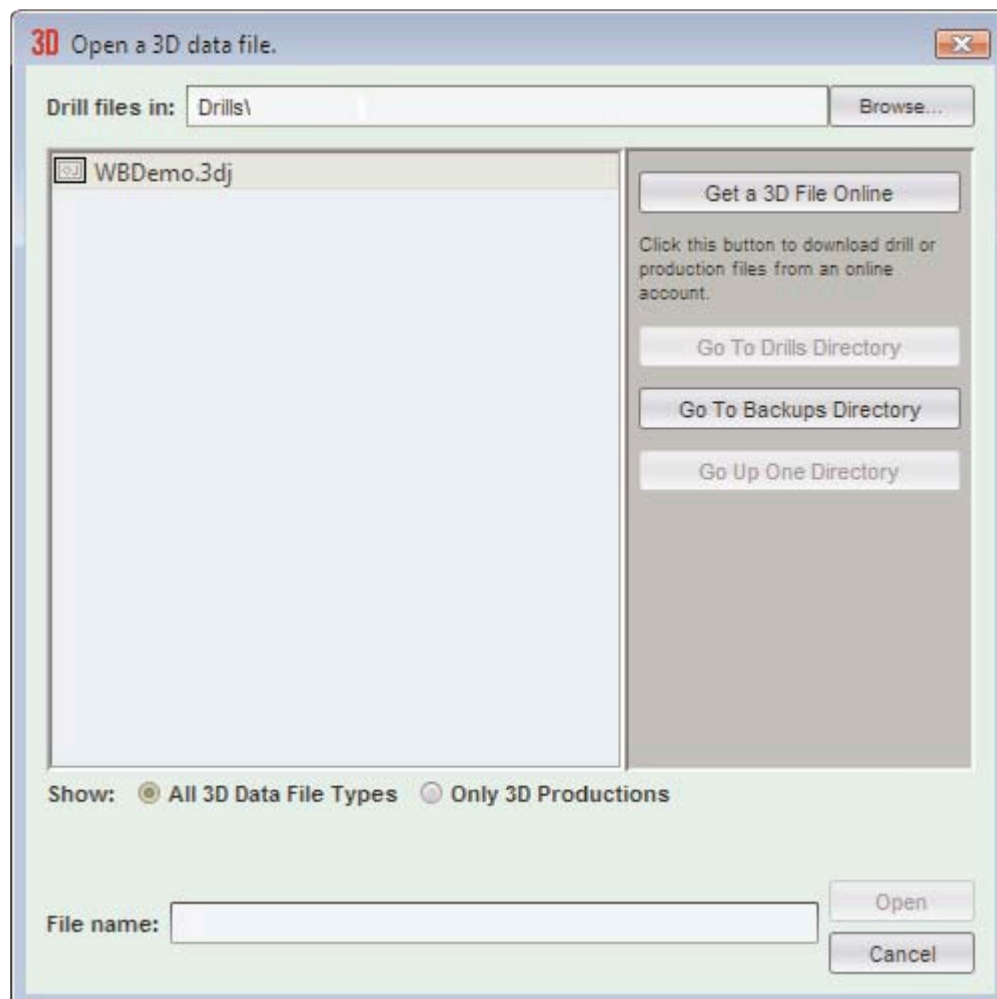 3D Open a 3D data file.
Drill files in: Drills\ Browse...
WBDemo.3dj
Get a 3D File Online
Click this button to download drill or
production files from an online
account.
Go To Drills Directory
Go To Backups Directory
Go Up One Directory
Show: All 3D Data File Types Only 3D Productions
File name:
Open
Cancel